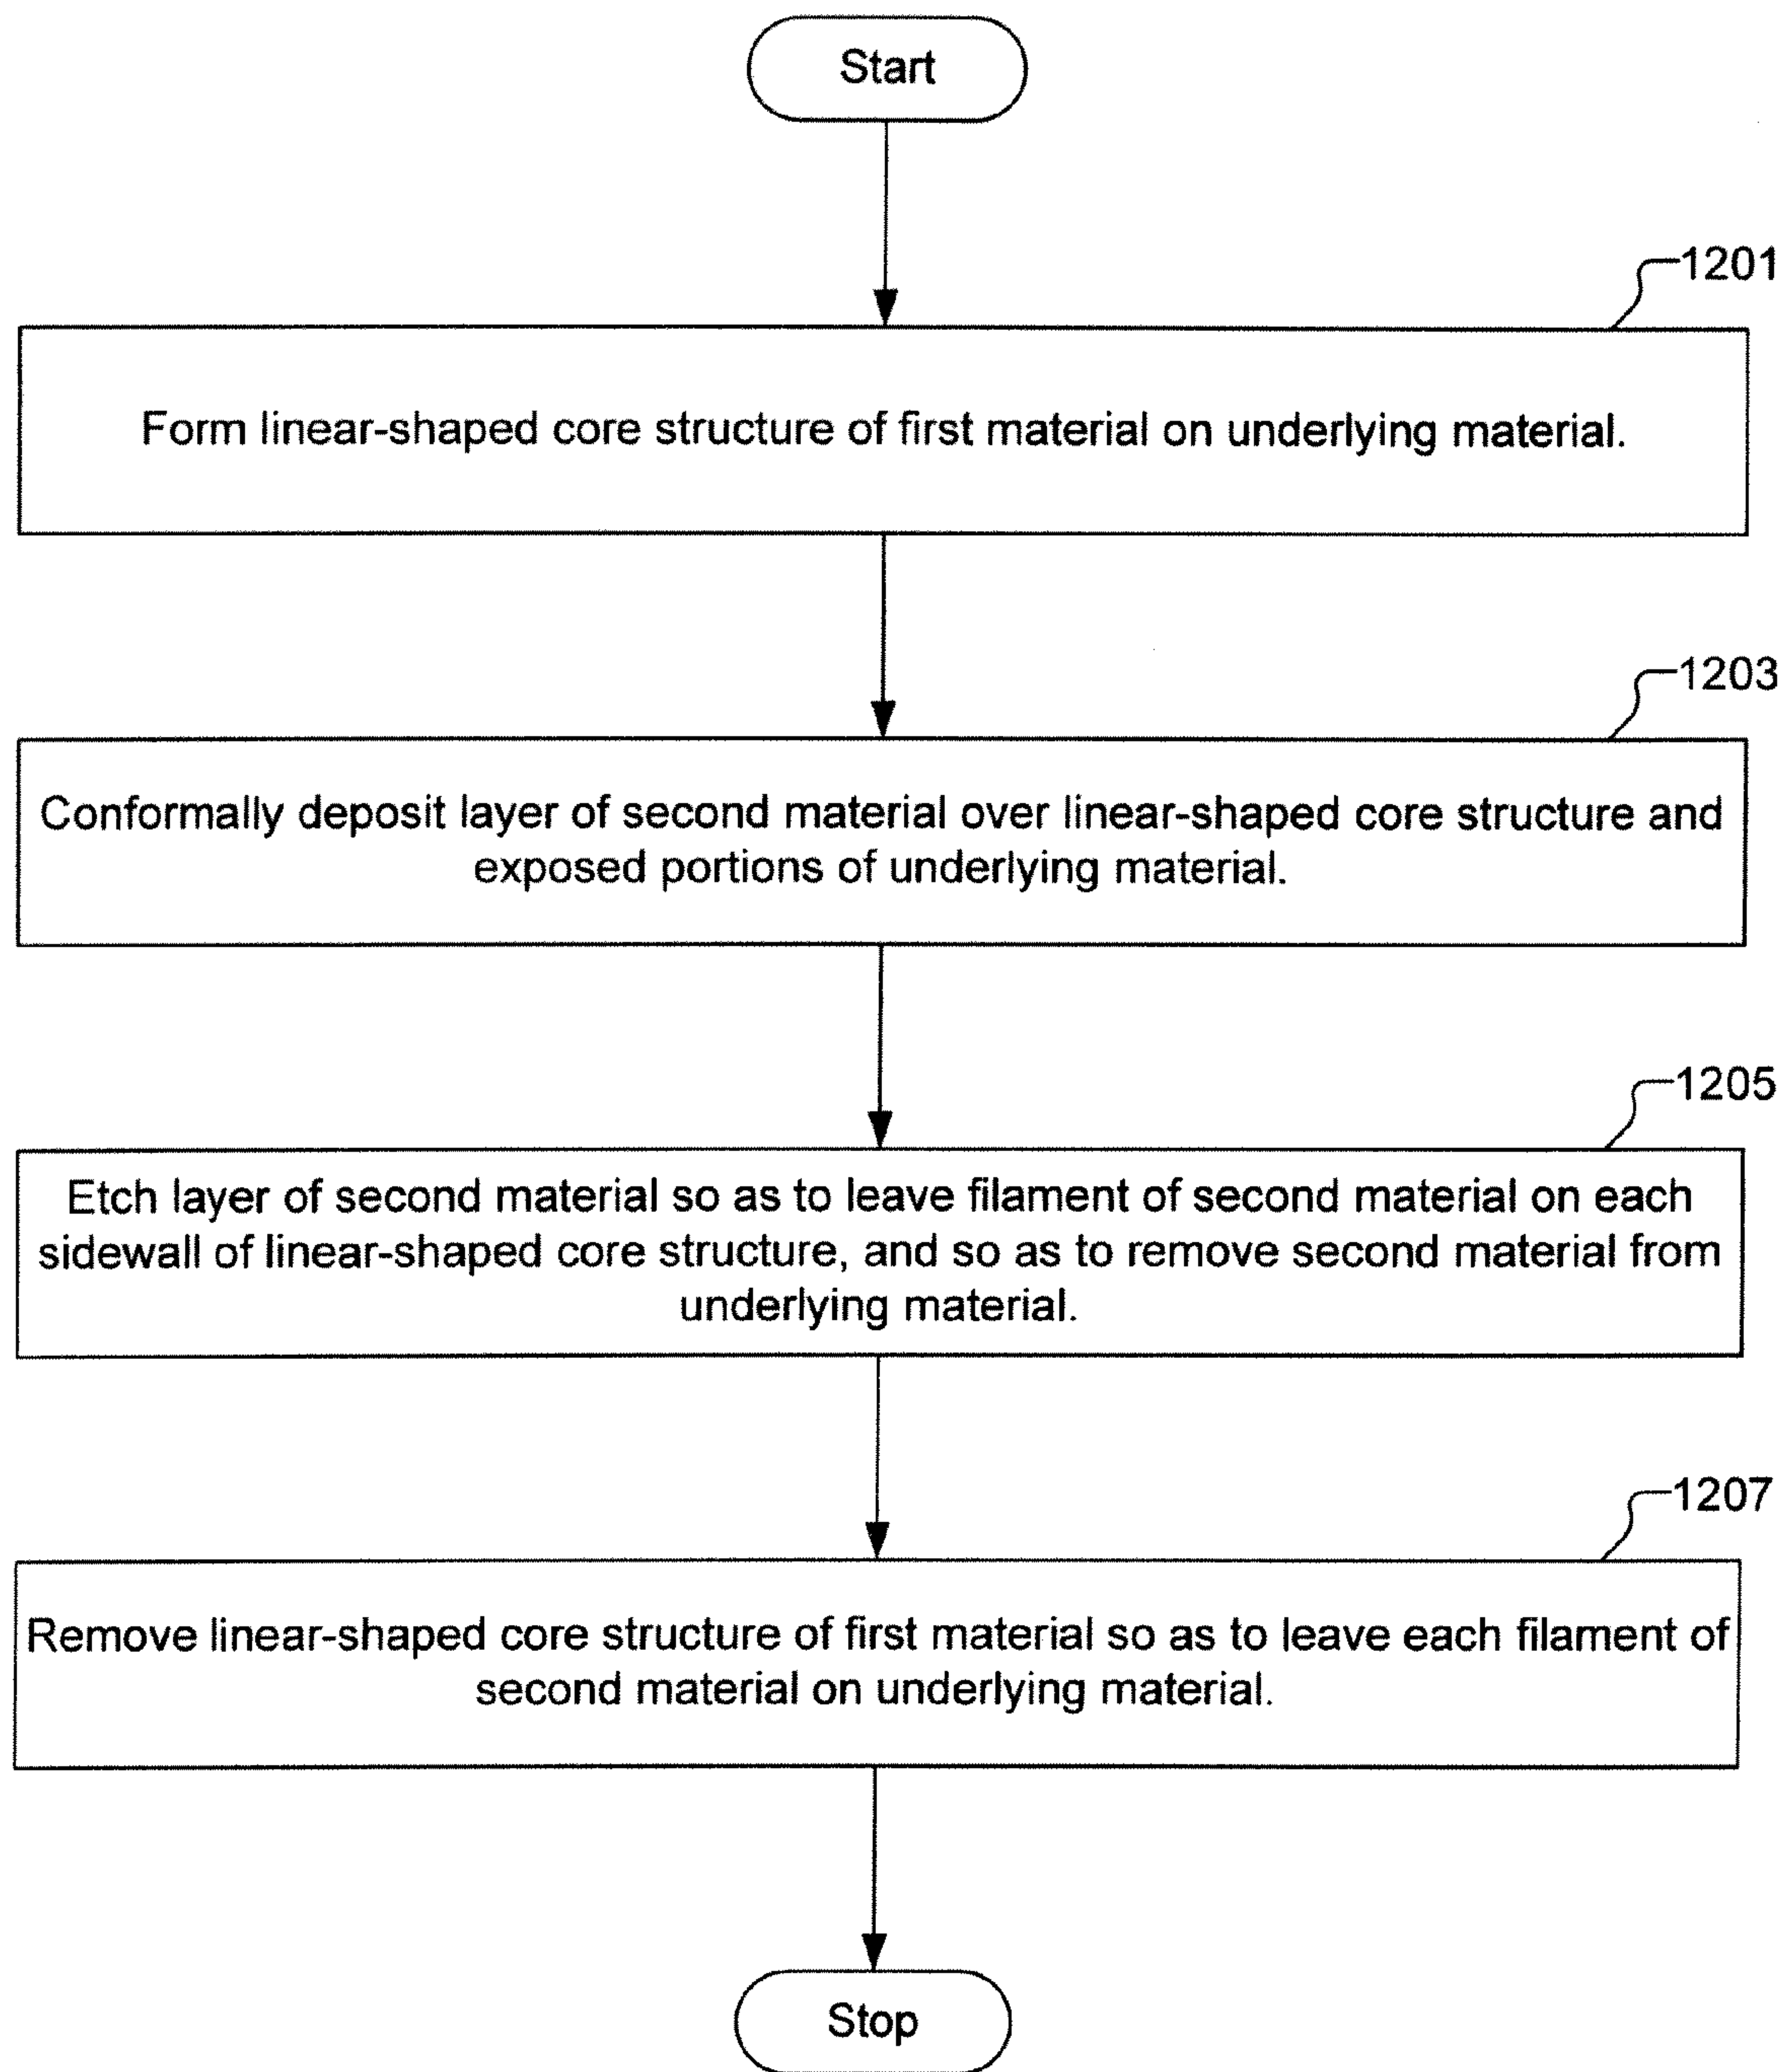 Start
1201
Form linear-shaped core structure of first material on underlying material.
1203
Conformally deposit layer of second material over linear-shaped core structure and
exposed portions of underlying material.
1205
Etch layer of second material so as to leave filament of second material on each
sidewall of linear-shaped core structure, and so as to remove second material from
underlying material.
1207
Remove linear-shaped core structure of first material so as to leave each filament of
second material on underlying material.
Stop